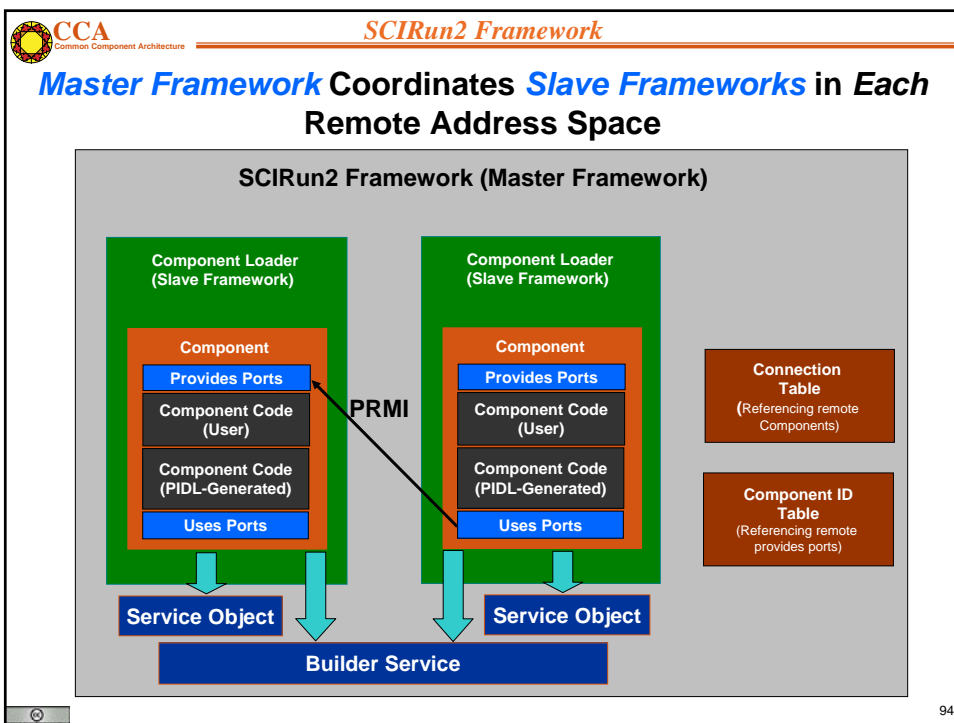 CCA
Common Component Architecture
SCIRun2 Framework
Master Framework Coordinates Slave Frameworks in Each
Remote Address Space
SCIRun2 Framework (Master Framework)
Component Loader
(Slave Framework)
Component
Provides Ports
Component Code
(User)
Component Code
(PIDL-Generated)
Uses Ports
PRMI
Component Loader
(Slave Framework)
Component
Provides Ports
Component Code
(User)
Component Code
(PIDL-Generated)
Uses Ports
Connection
Table
(Referencing remote
Components)
Component ID
Table
(Referencing remote
provides ports)
Service Object
Service Object
Builder Service
cc
94